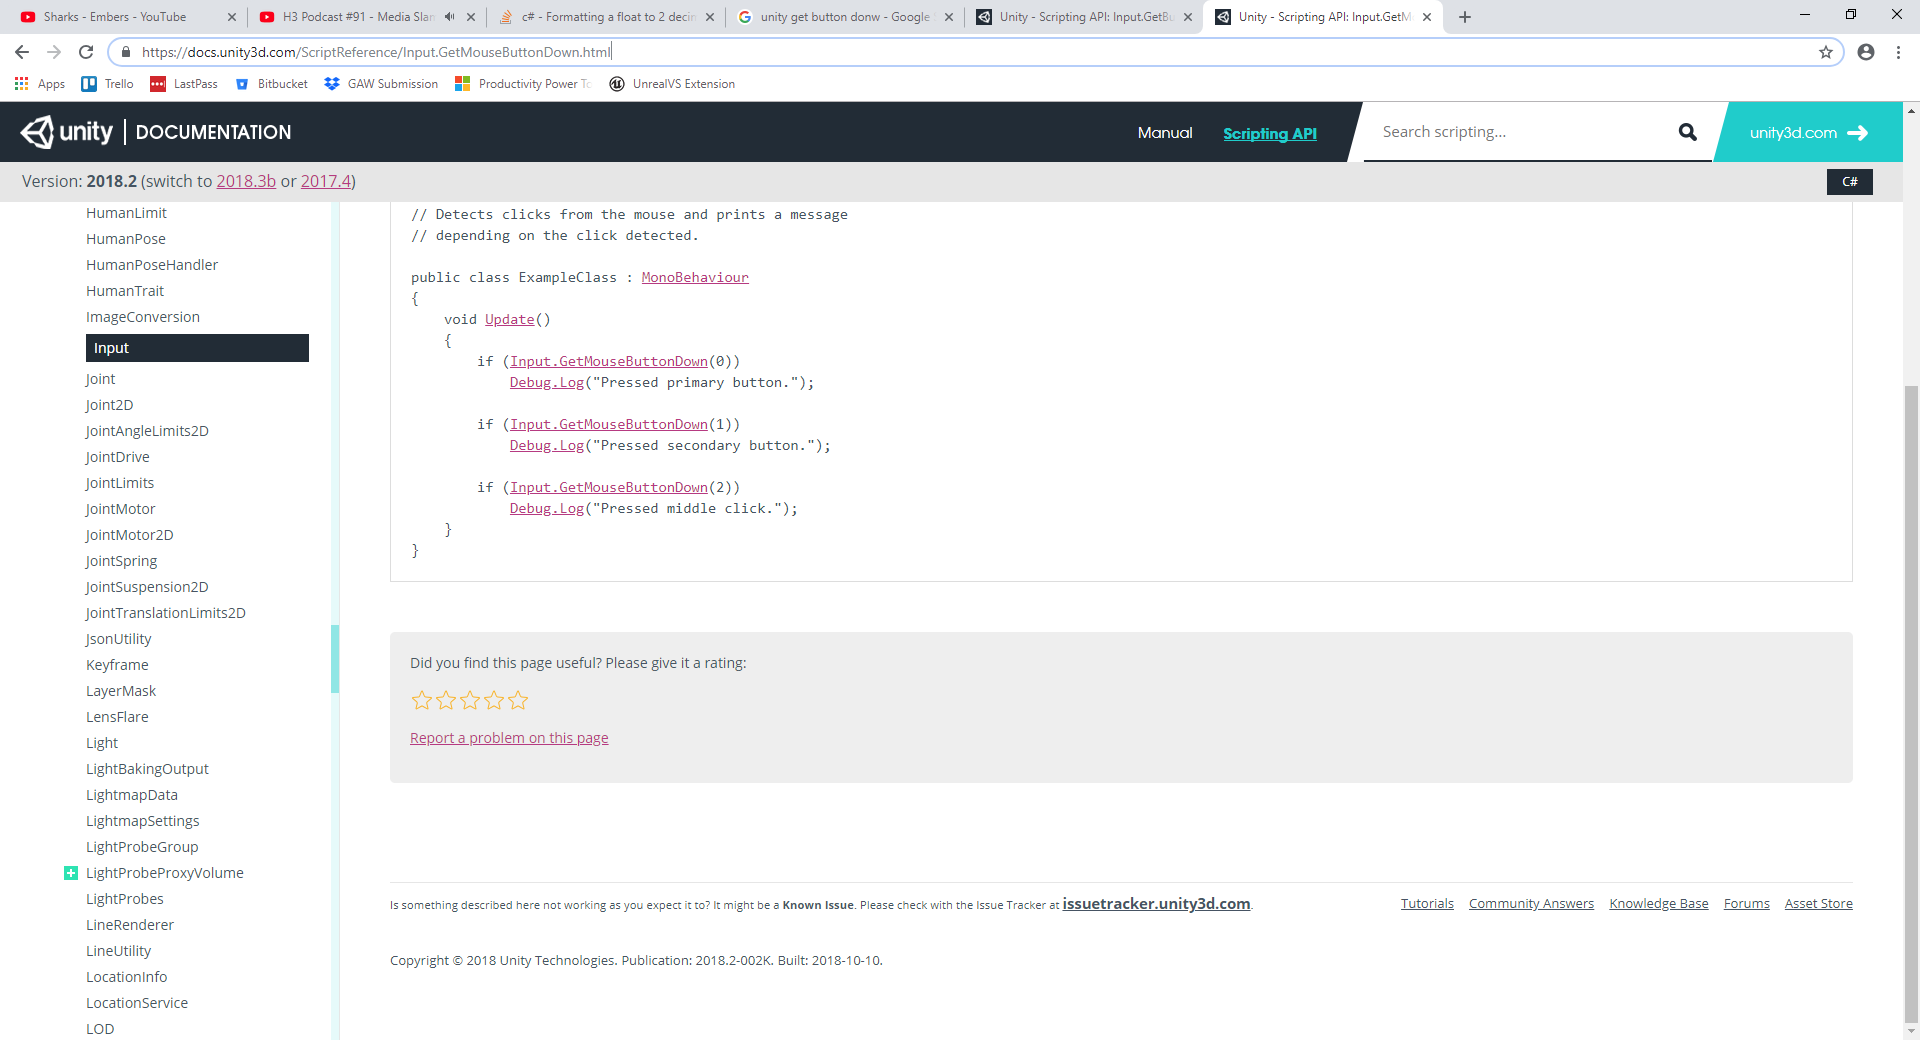 Sharks - Embers - YouTube
H3 Podcast #91 - Media Slan
c# - Formatting a float to 2 decin
unity get button donw - Google
Unity - Scripting API: Input.GetBu
Unity - Scripting API: Input.GetM
https://docs.unity3d.com/ScriptReference/Input.GetMouseButtonDown.html
Apps
Trello
LastPass
Bitbucket
GAW Submission
Productivity Power To
UnrealVS Extension
unity | DOCUMENTATION
Manual
Scripting API
Search scripting...
unity3d.com
Version: 2018.2 (switch to 2018.3b or 2017.4)
C#
HumanLimit
HumanPose
HumanPoseHandler
HumanTrait
ImageConversion
Input
Joint
Joint2D
JointAngleLimits2D
JointDrive
JointLimits
JointMotor
JointMotor2D
JointSpring
JointSuspension2D
JointTranslationLimits2D
JsonUtility
Keyframe
LayerMask
LensFlare
Light
LightBakingOutput
LightmapData
LightmapSettings
LightProbeGroup
LightProbeProxyVolume
LightProbes
LineRenderer
LineUtility
LocationInfo
LocationService
LOD
// Detects clicks from the mouse and prints a message
// depending on the click detected.
public class ExampleClass : MonoBehaviour
{
void Update()
{
if (Input.GetMouseButtonDown(0))
Debug.Log("Pressed primary button.");
if (Input.GetMouseButtonDown(1))
Debug.Log("Pressed secondary button.");
if (Input.GetMouseButtonDown(2))
Debug.Log("Pressed middle click.");
}
}
Did you find this page useful? Please give it a rating:
Report a problem on this page
Is something described here not working as you expect it to? It might be a Known Issue. Please check with the Issue Tracker at issuetracker.unity3d.com.
Tutorials
Community Answers
Knowledge Base
Forums
Asset Store
Copyright © 2018 Unity Technologies. Publication: 2018.2-002K. Built: 2018-10-10.